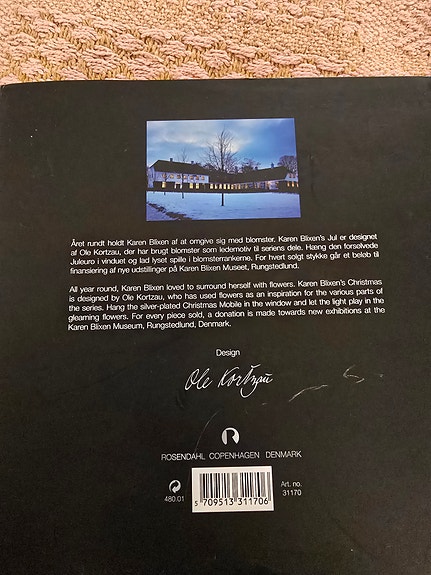 Året rundt holdt Karen Blixen af at omgive sig med blomster. Karen Blixen's Jul er designet
af Ole Kortzau, der har brugt blomster som ledemotiv til seriens dele. Hæng den forsølvede
Juleuro i vinduet og lad lyset spille i blomsterrankerne. For hvert solgt stykke går et beløb til
finansiering af nye udstillinger på Karen Blixen Museet, Rungstedlund.
All year round, Karen Blixen loved to surround herself with flowers. Karen Blixen's Christmas
is designed by Ole Kortzau, who has used flowers as an inspiration for the various parts of
the series. Hang the silver-plated Christmas Mobile in the window and let the light play in the
gleaming flowers. For every piece sold, a donation is made towards new exhibitions at the
Karen Blixen Museum, Rungstedlund, Denmark.
Design
Ole Kortzau
ROSENDAHL COPENHAGEN DENMARK
480.01
5 709513 311706
Art. no.
31170